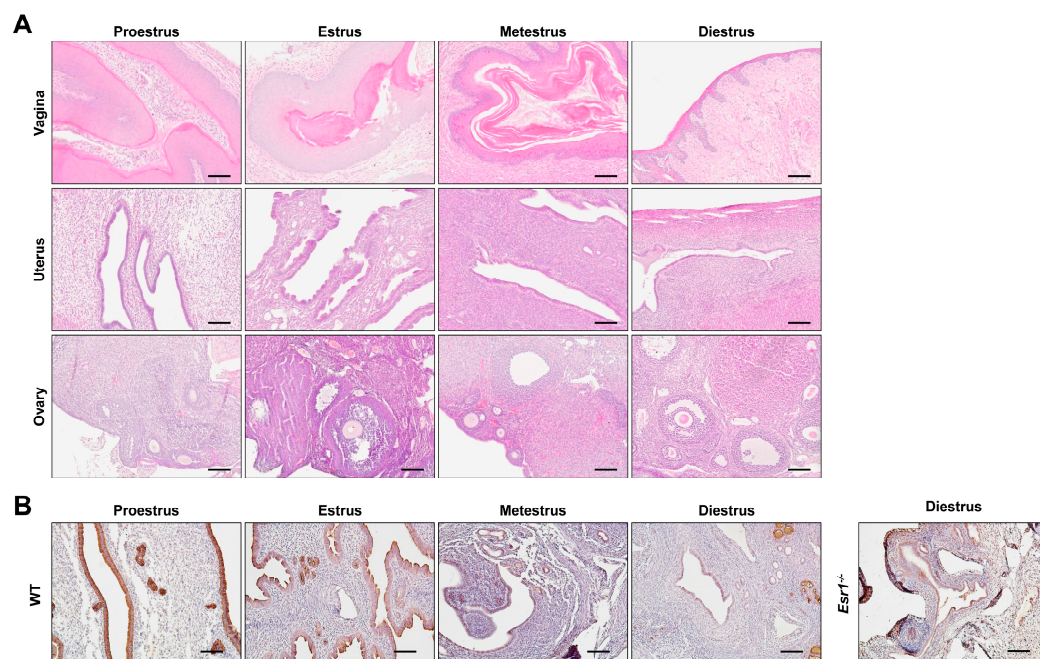 A
Proestrus Estrus Metestrus Diestrus
Vagina
Uterus
Ovary
B
Proestrus Estrus Metestrus Diestrus Diestrus
WT
Esr1-/-